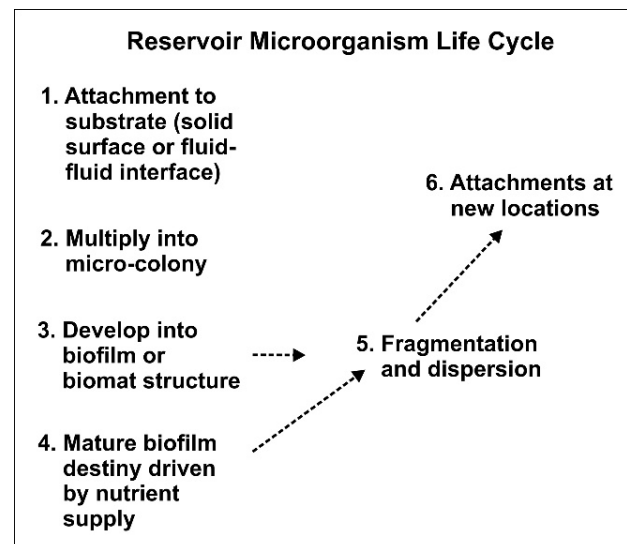 Reservoir Microorganism Life Cycle
1. Attachment to
substrate (solid
surface or fluid-
fluid interface)
2. Multiply into
micro-colony
3. Develop into
biofilm or
biomat structure
4. Mature biofilm
destiny driven
by nutrient
supply
5. Fragmentation
and dispersion
6. Attachments at
new locations